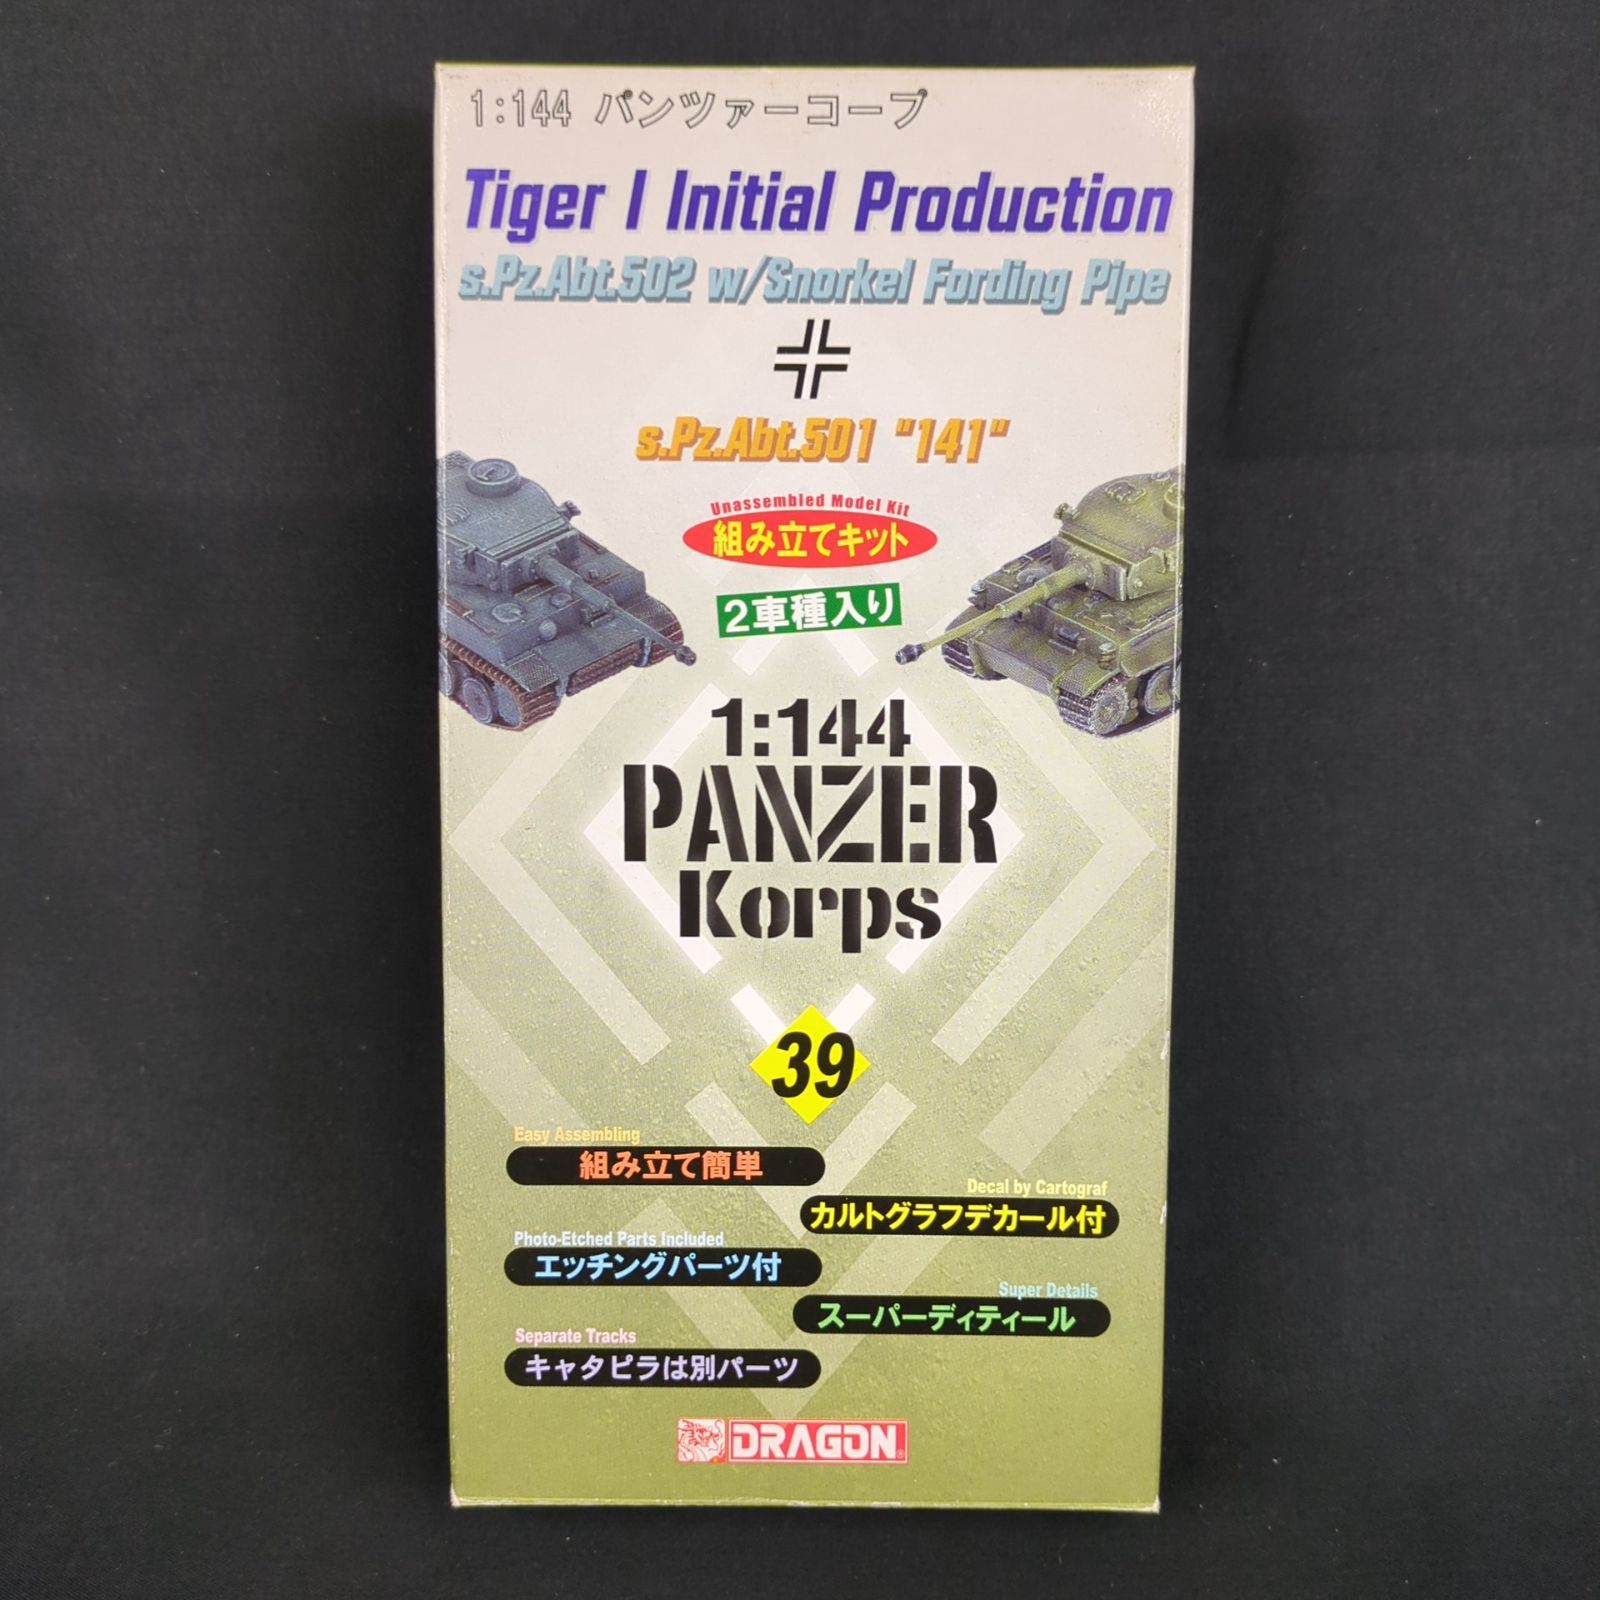 1:144 パンツァーコープ
Tiger I Initial Production
s.Pz.Abt.502 w/Snorkel Fording Pipe
s.Pz.Abt.501 "141"
Unassembled Model Kit
組み立てキット
2車種入り
1:144
PANZER
Korps
39
Easy Assembling
組み立て簡単
Decal by Cartograf
カルトグラフデカール付
Photo-Etched Parts Included
エッチングパーツ付
Super Details
スーパーディティール
Separate Tracks
キャタピラは別パーツ
DRAGON®